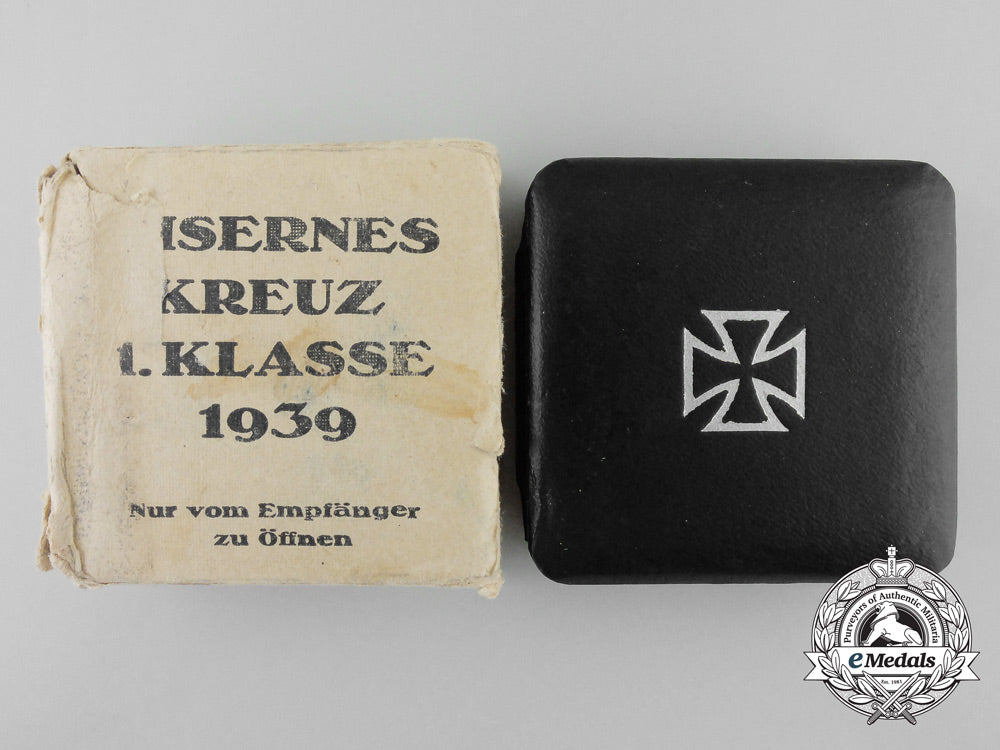 ISERNES
KREUZ
1. KLASSE
1939
Nur vom Empfänger
zu Öffnen
Purveyors of Authentic Militaria
eMedals
Est. 1981